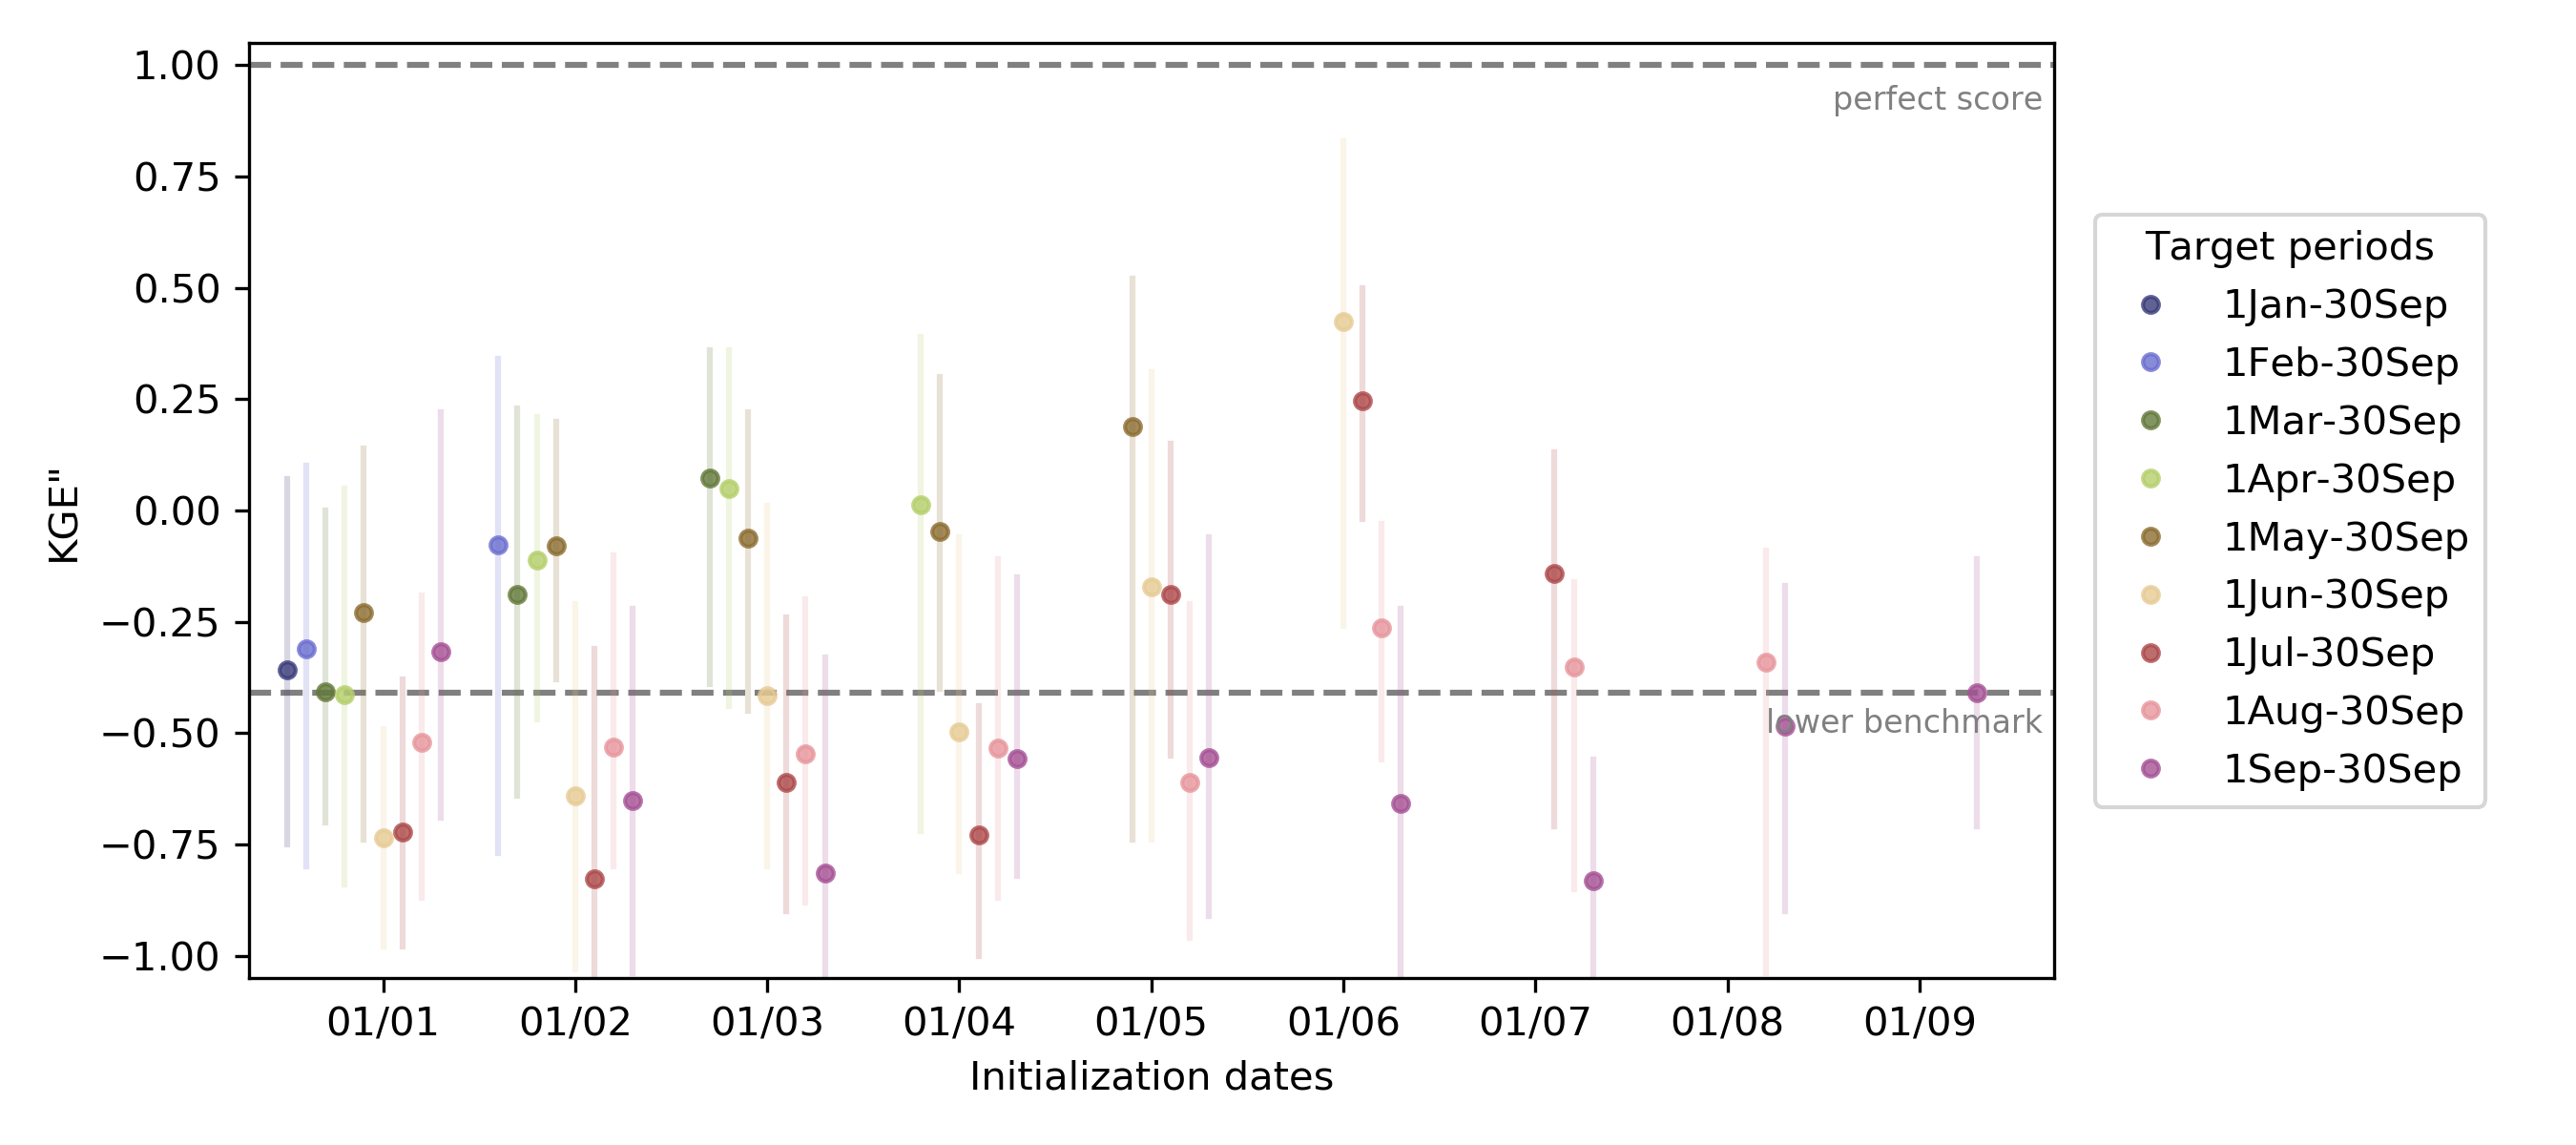 1.00
0.75
0.50
0.25
0.00
−0.25
−0.50
−0.75
−1.00
KGE"
perfect score
lower benchmark
01/01 01/02 01/03 01/04 01/05 01/06 01/07 01/08 01/09
Initialization dates
Target periods
1Jan-30Sep
1Feb-30Sep
1Mar-30Sep
1Apr-30Sep
1May-30Sep
1Jun-30Sep
1Jul-30Sep
1Aug-30Sep
1Sep-30Sep